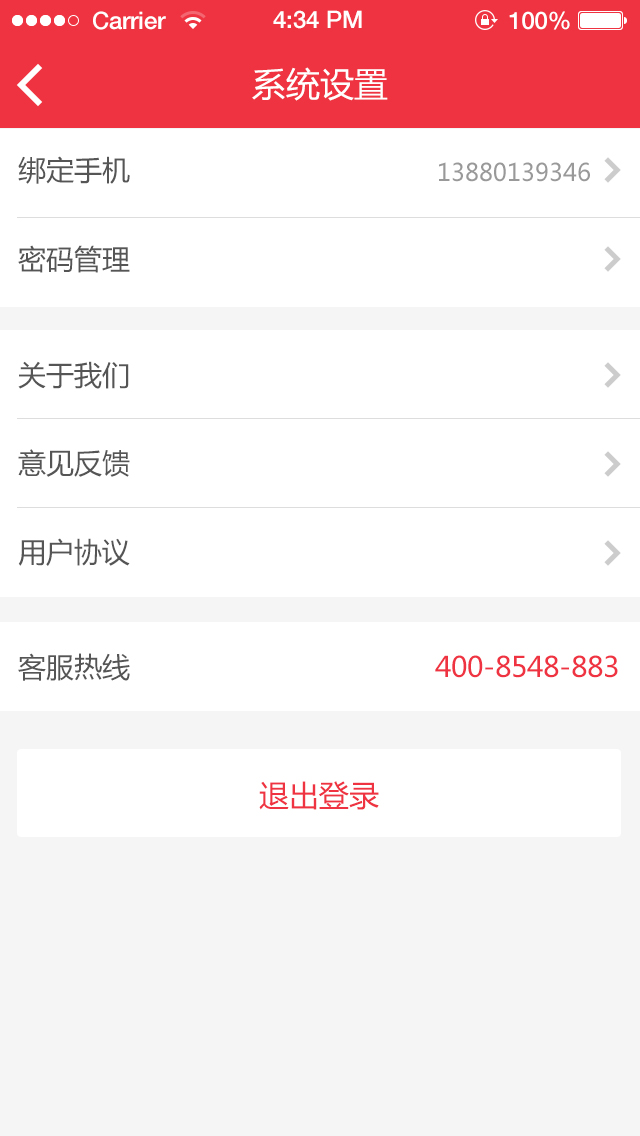 Carrier 4:34 PM 100%
系统设置
绑定手机 13880139346
密码管理
关于我们
意见反馈
用户协议
客服热线 400-8548-883
退出登录